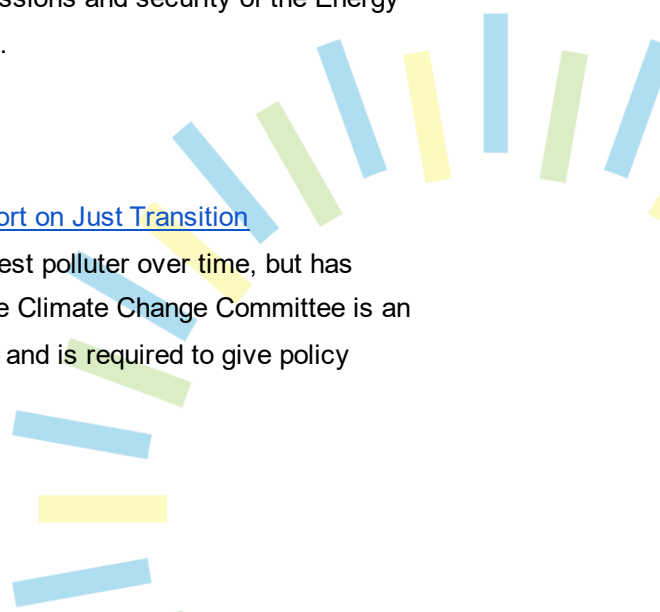 ssions and security of the Energy
.
ort on Just Transition
est polluter over time, but has
e Climate Change Committee is an
and is required to give policy